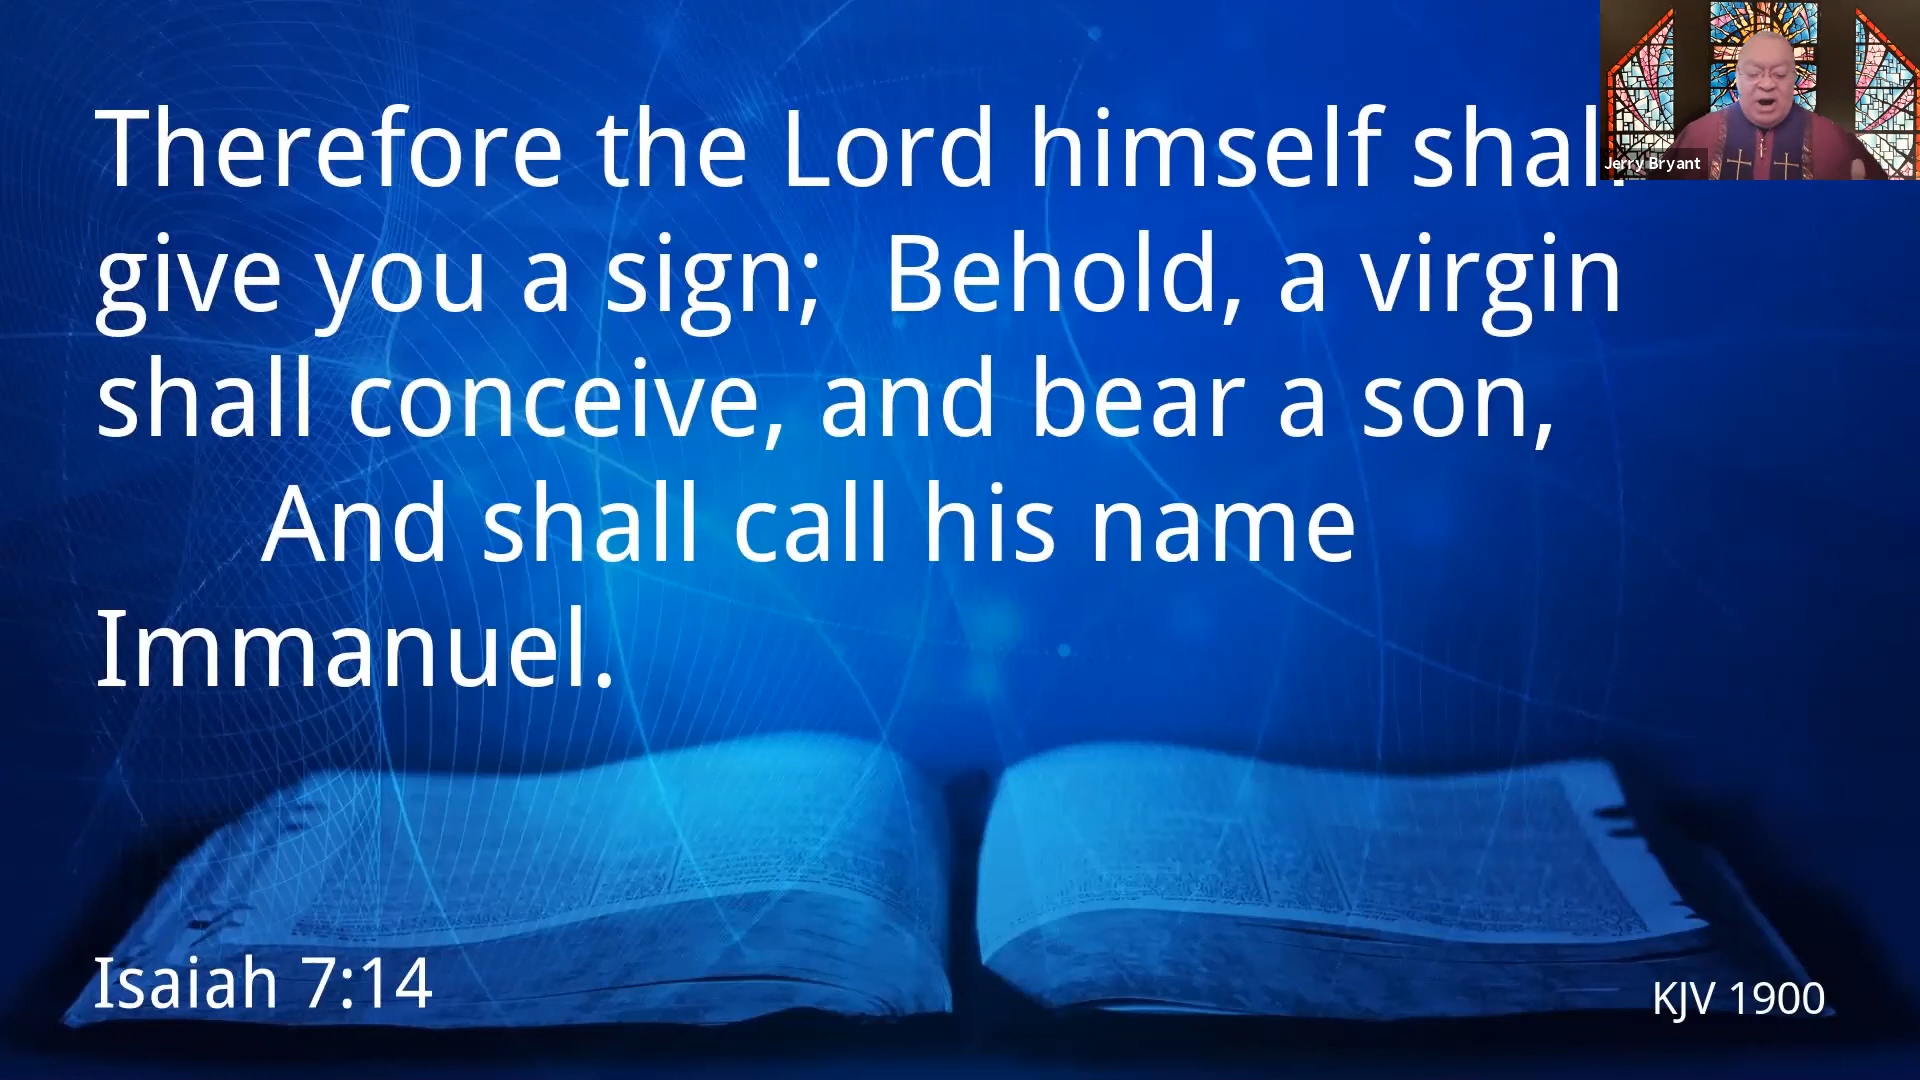 Therefore the Lord himself shall
give you a sign; Behold, a virgin
shall conceive, and bear a son,
And shall call his name
Immanuel.
Isaiah 7:14
KJV 1900
Jerry Bryant